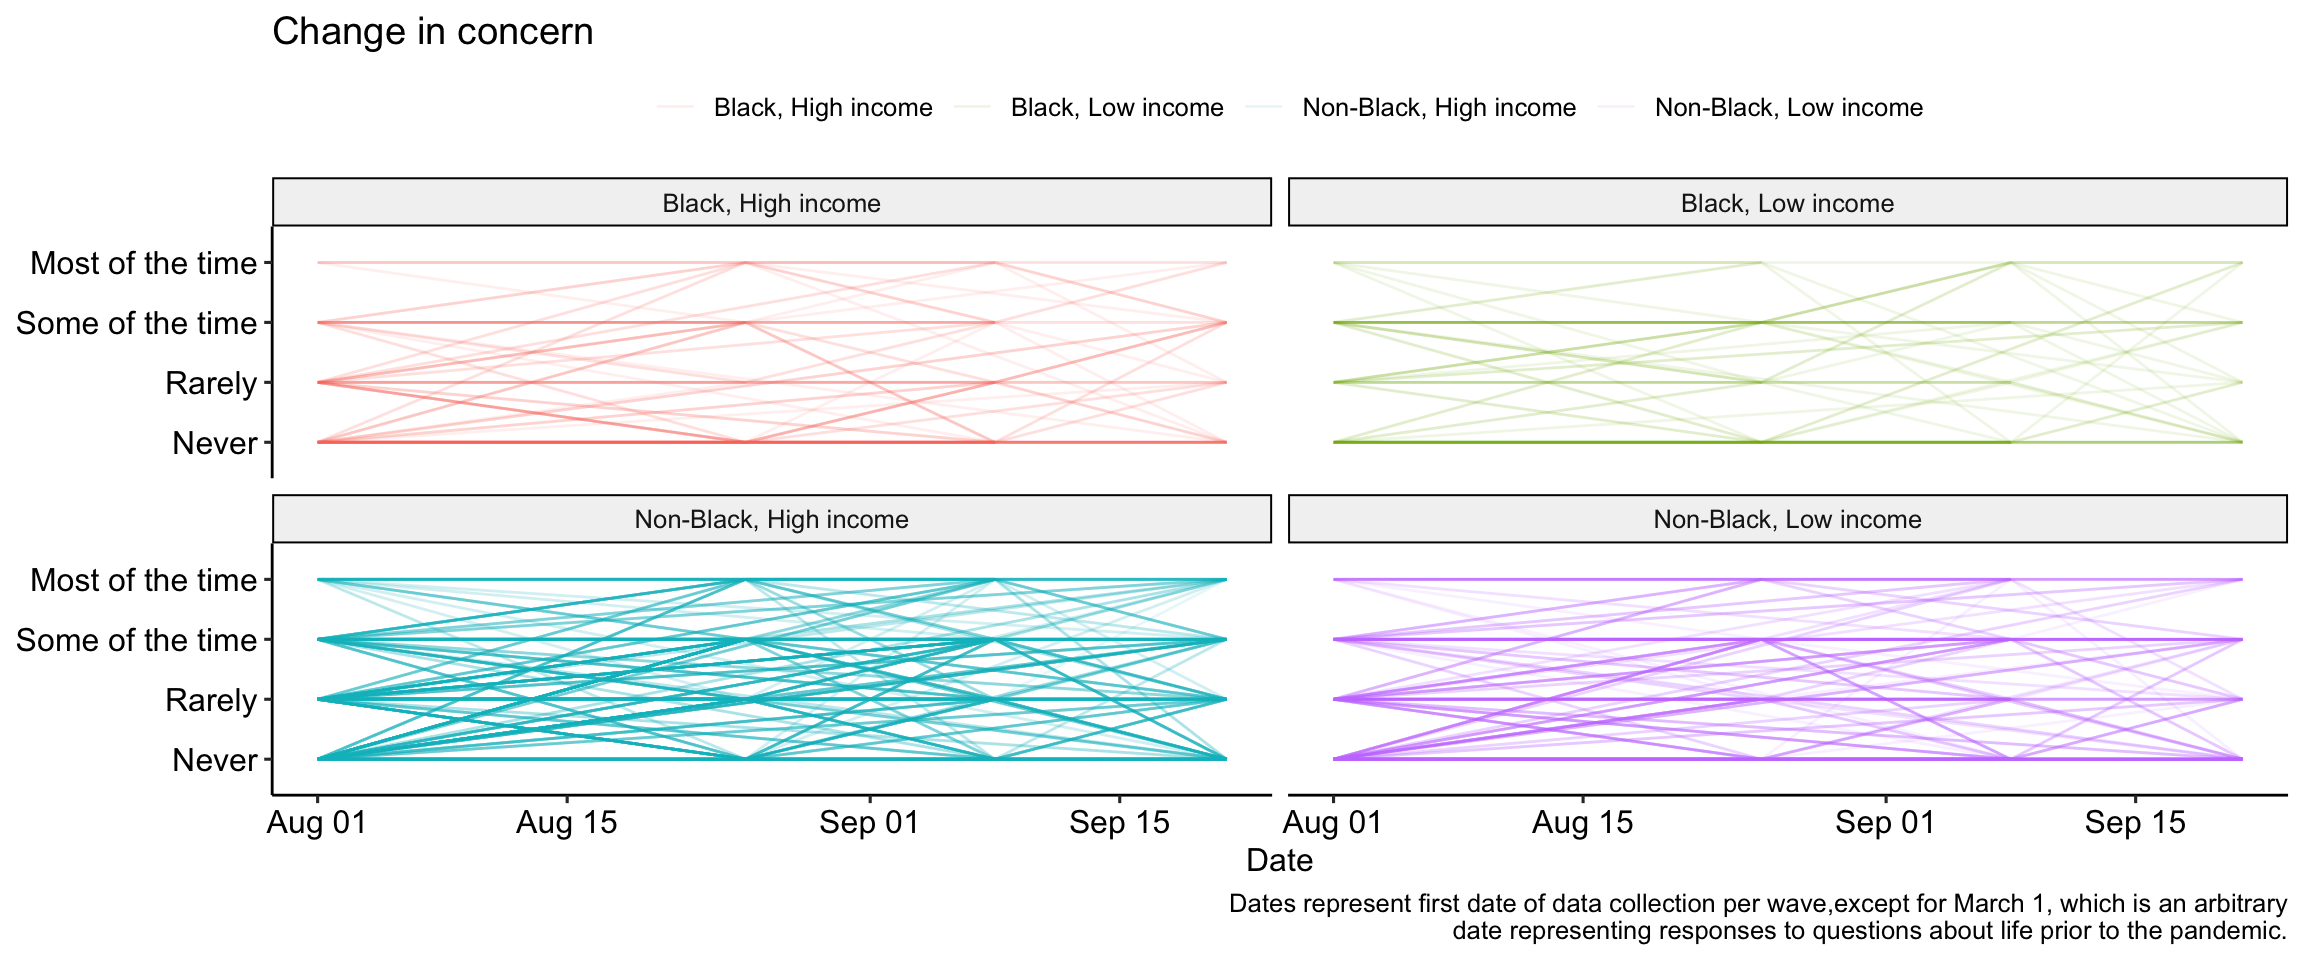 Change in concern
Black, High income Black, Low income Non-Black, High income Non-Black, Low income
Black, High income Black, Low income
Most of the time
Some of the time
Rarely
Never
Non-Black, High income Non-Black, Low income
Most of the time
Some of the time
Rarely
Never
Aug 01 Aug 15 Sep 01 Sep 15 Aug 01 Aug 15 Sep 01 Sep 15
Date
Dates represent first date of data collection per wave,except for March 1, which is an arbitrary
date representing responses to questions about life prior to the pandemic.